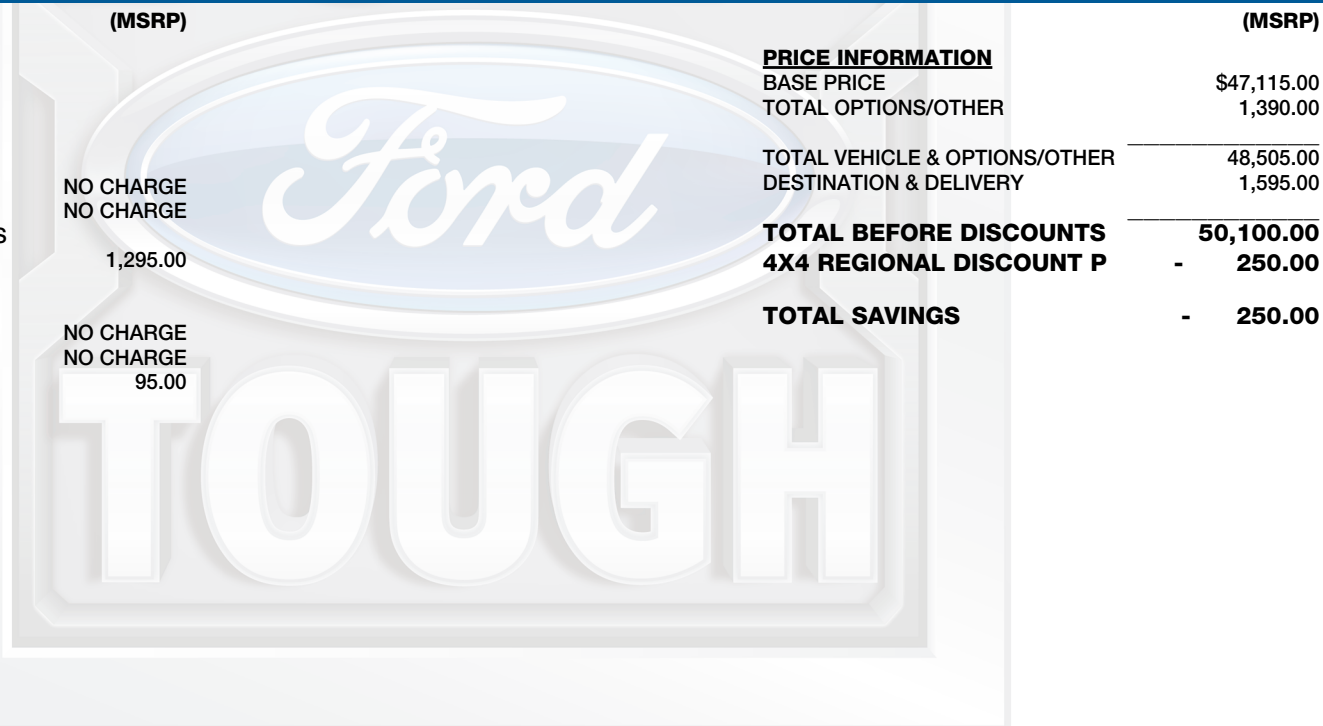 (MSRP)
NO CHARGE
NO CHARGE
S
1,295.00
NO CHARGE
NO CHARGE
95.00
(MSRP)
PRICE INFORMATION
BASE PRICE $47,115.00
TOTAL OPTIONS/OTHER 1,390.00
TOTAL VEHICLE & OPTIONS/OTHER 48,505.00
DESTINATION & DELIVERY 1,595.00
TOTAL BEFORE DISCOUNTS 50,100.00
4X4 REGIONAL DISCOUNT P - 250.00
TOTAL SAVINGS - 250.00
Ford
TOUGH